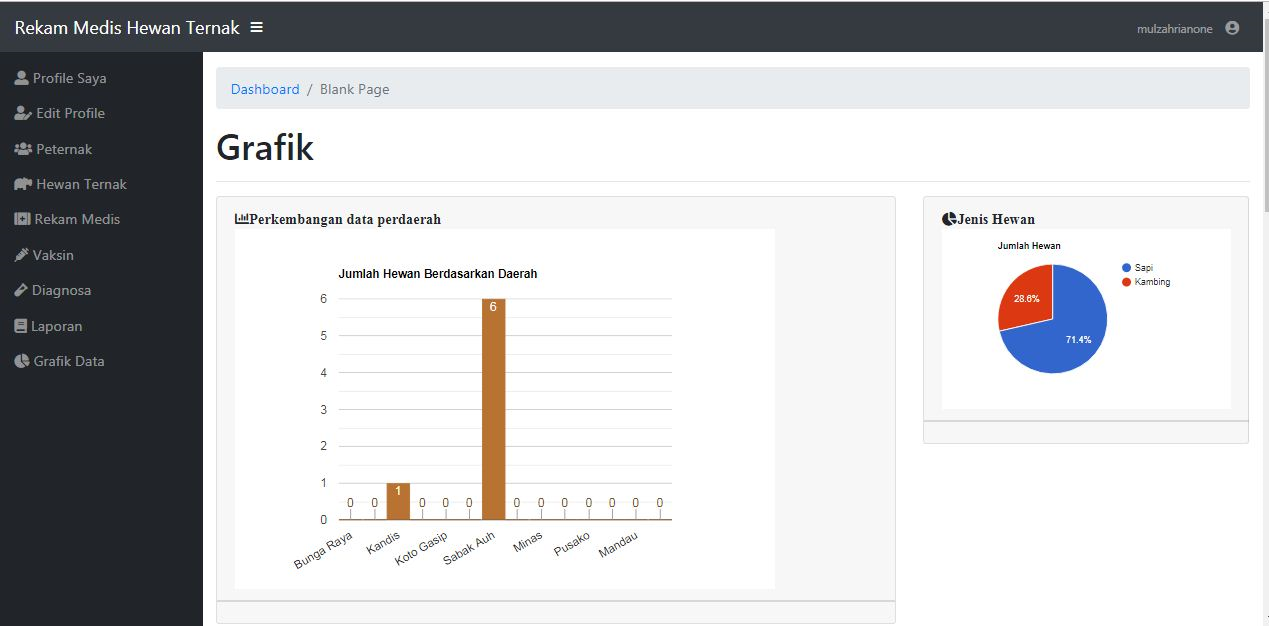 Rekam Medis Hewan Ternak
mulzahrianone
Profile Saya
Edit Profile
Peternak
Hewan Ternak
Rekam Medis
Vaksin
Diagnosa
Laporan
Grafik Data
Dashboard / Blank Page
Grafik
Perkembangan data perdaerah
Jumlah Hewan Berdasarkan Daerah
6
5
4
3
2
1
0
0 0 1 0 0 0 6 0 0 0 0 0 0 0
Bunga Raya Kandis Koto Gasip Sabak Auh Minas Pusako Mandau
Jenis Hewan
Jumlah Hewan
Sapi
Kambing
28.6%
71.4%